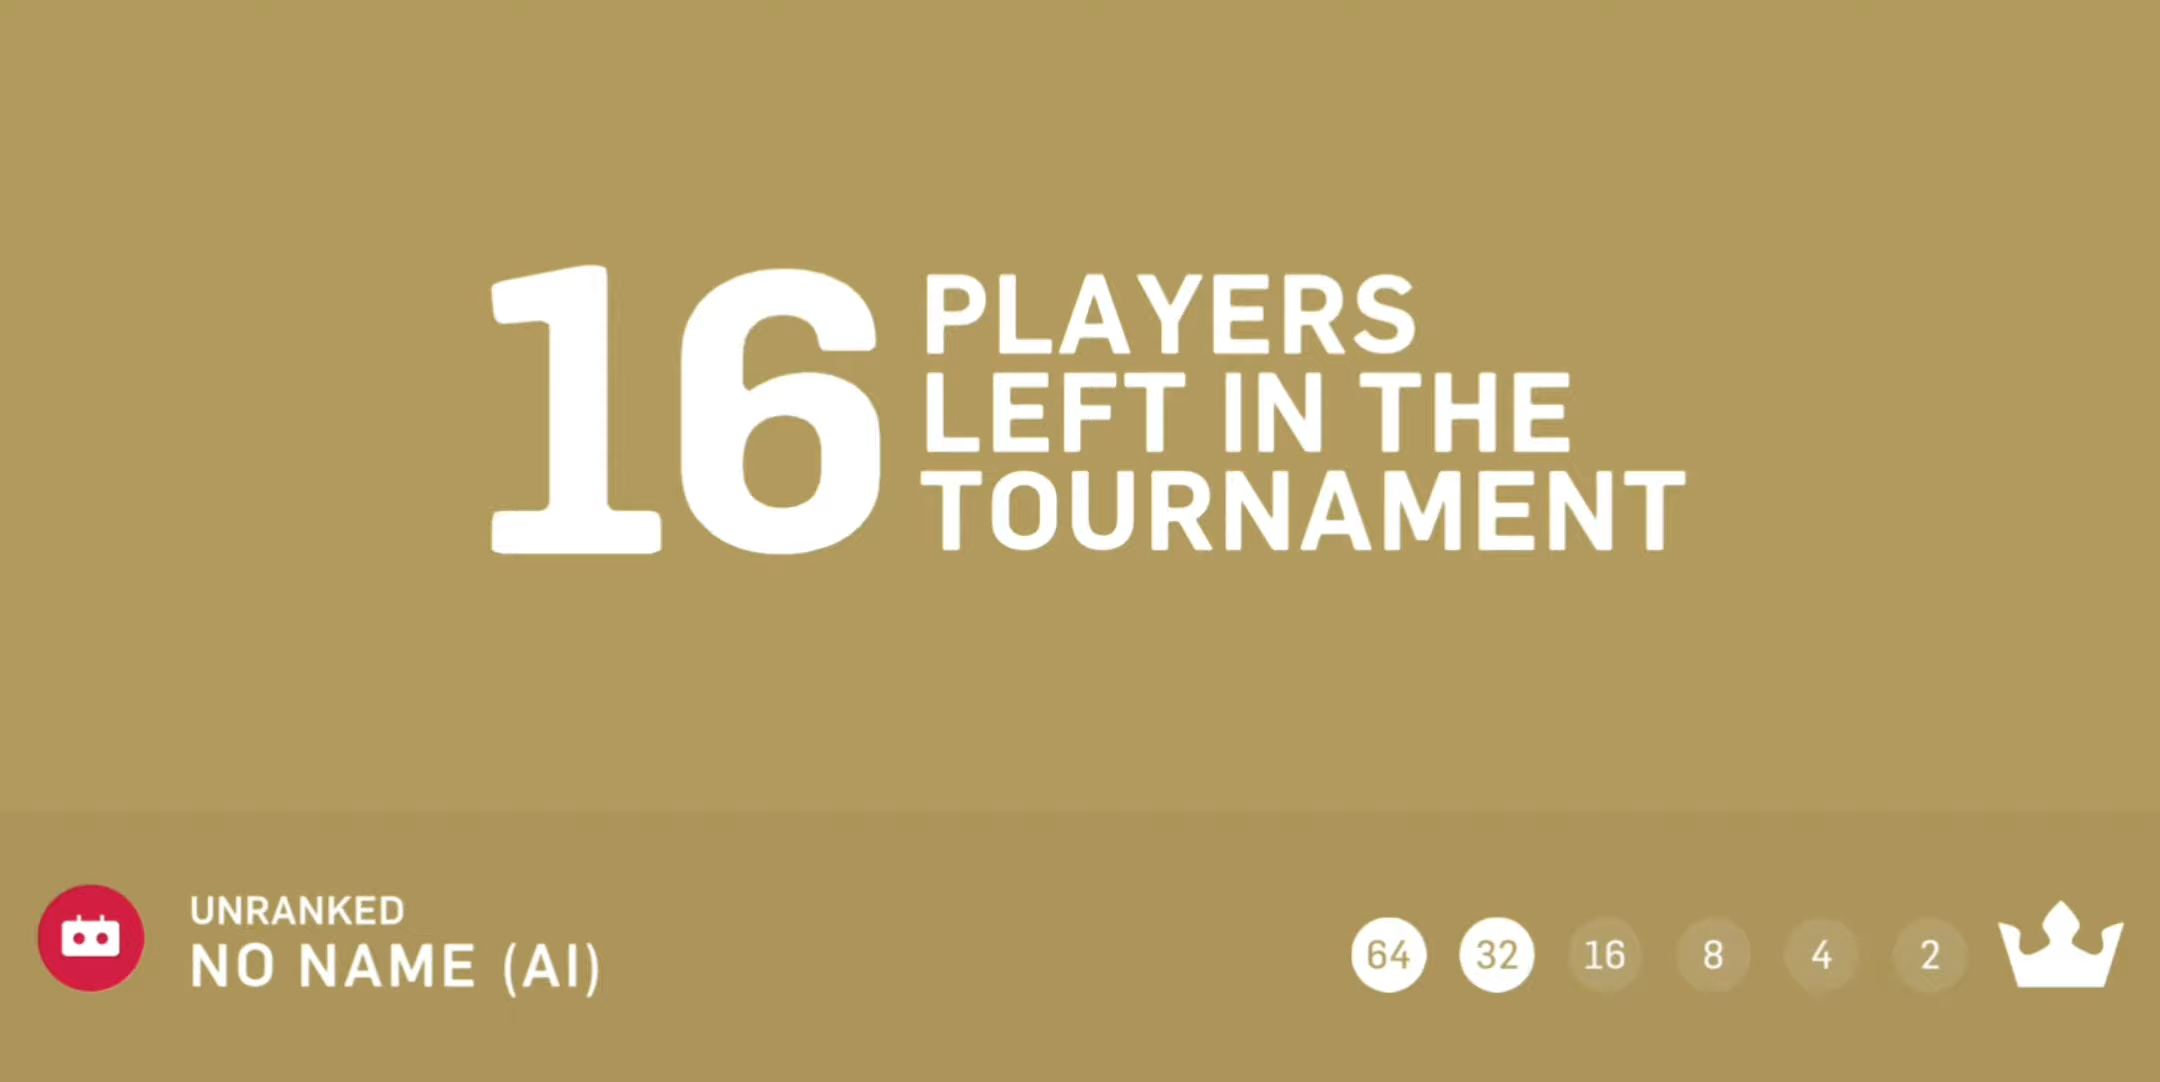 16
PLAYERS
LEFT IN THE
TOURNAMENT
UNRANKED
NO NAME (AI)
64 32 16 8 4 2